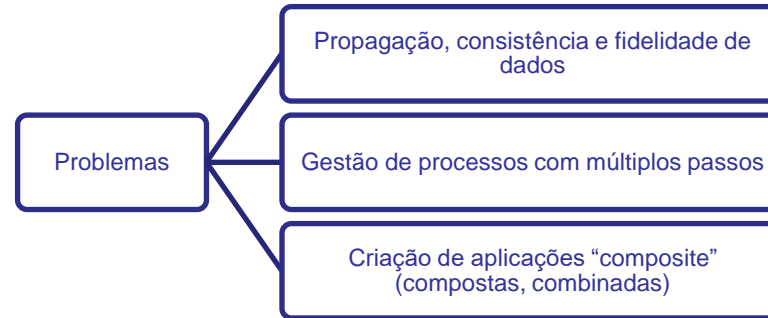 Problemas
Propagação, consistência e fidelidade de
dados
Gestão de processos com múltiplos passos
Criação de aplicações “composite”
(compostas, combinadas)